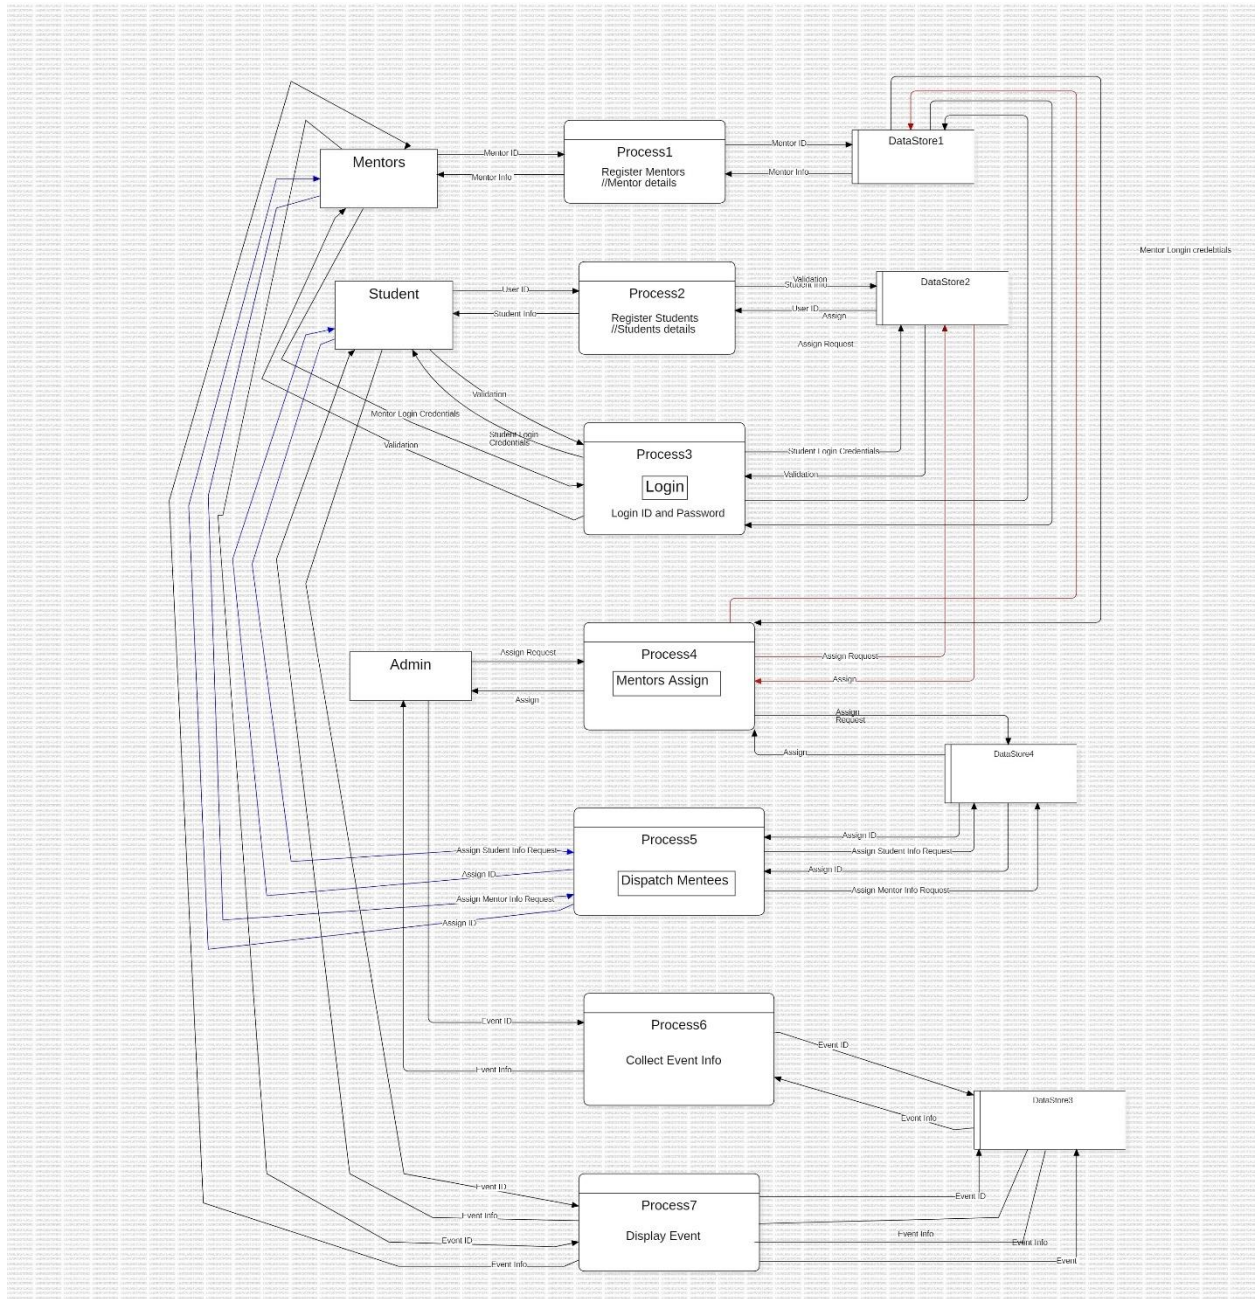 Mentors
Mentor ID
Mentor Info
Process1
Register Mentors
//Mentor details
Mentor ID
Mentor Info
DataStore1
Mentor Longin credebtrials
Student
User ID
Student Info
Process2
Register Students
//Students details
Validation
Student Info
User ID
Assign
Assign Request
DataStore2
Validation
Mentor Login Credentials
Student Login
Credentials
Validation
Process3
Login
Login ID and Password
Student Login Credentials
Validation
Admin
Assign Request
Assign
Process4
Mentors Assign
Assign Request
Assign
Assign
Request
Assign
DataStore4
Assign Student Info Request
Assign ID
Assign Mentor Info Request
Assign ID
Process5
Dispatch Mentees
Assign ID
Assign Student Info Request
Assign ID
Assign Mentor Info Request
Event ID
Event Info
Process6
Collect Event Info
Event ID
Event Info
DataStore3
Event ID
Event Info
Event ID
Event Info
Process7
Display Event
Event ID
Event Info
Event Info
Event